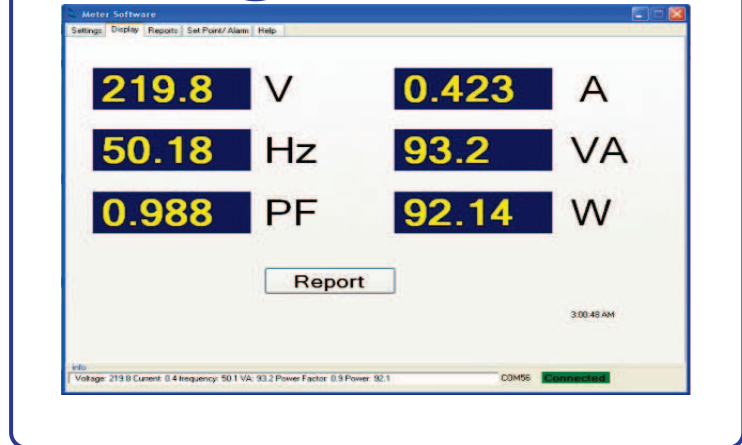 Meter Software
Settings Display Reports Set Point/ Alarm Help
219.8 V 0.423 A
50.18 Hz 93.2 VA
0.988 PF 92.14 W
Report
3:00:48 AM
info
Voltage: 219.8 Current: 0.4 frequency: 50.1 VA: 93.2 Power Factor: 0.9 Power: 92.1 COM56 Connected